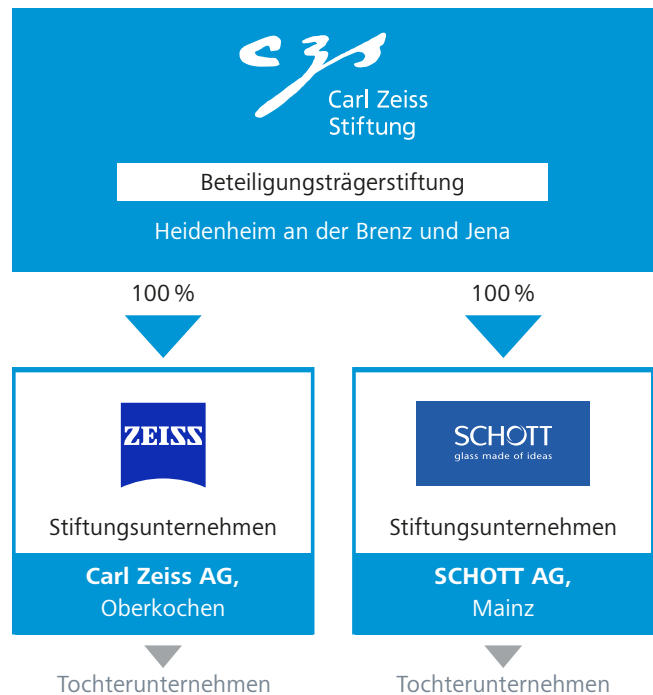 czs
Carl Zeiss
Stiftung
Beteiligungsträgerstiftung
Heidenheim an der Brenz und Jena
100 %
100 %
ZEISS
SCHOTT
glass made of ideas
Stiftungsunternehmen
Stiftungsunternehmen
Carl Zeiss AG,
Oberkochen
SCHOTT AG,
Mainz
Tochterunternehmen
Tochterunternehmen